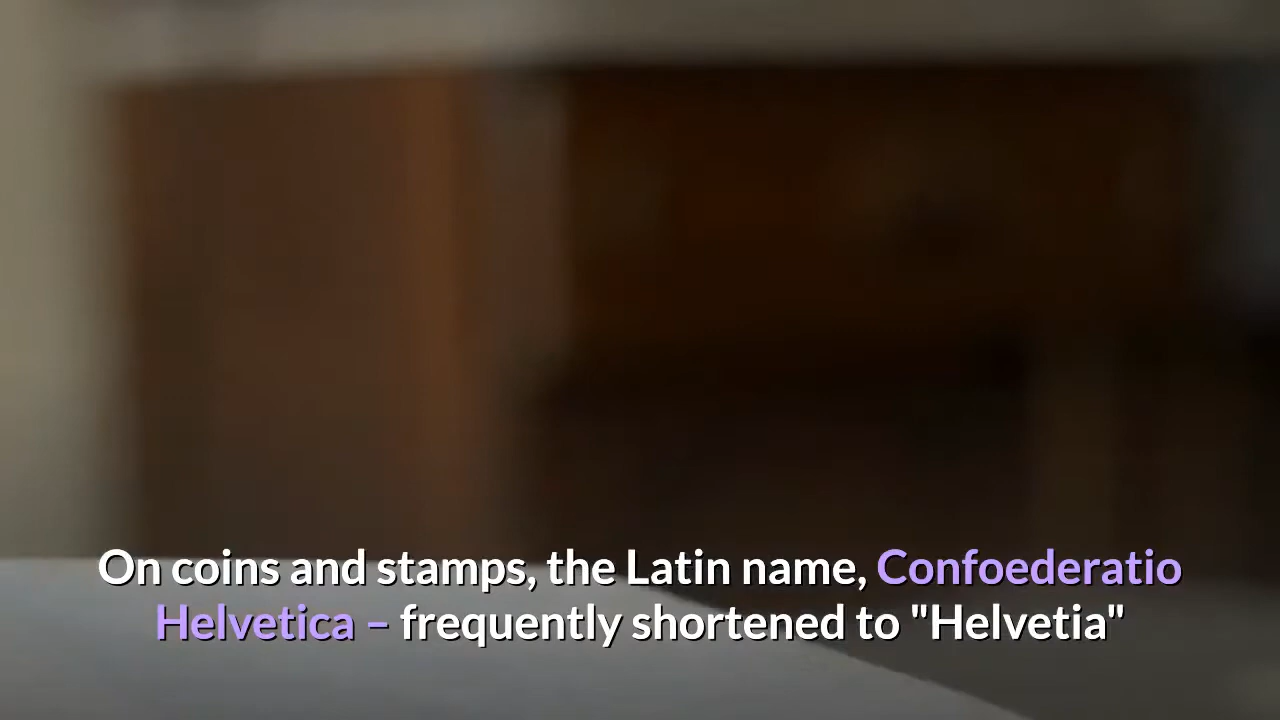 On coins and stamps, the Latin name, Confoederatio
Helvetica – frequently shortened to "Helvetia"